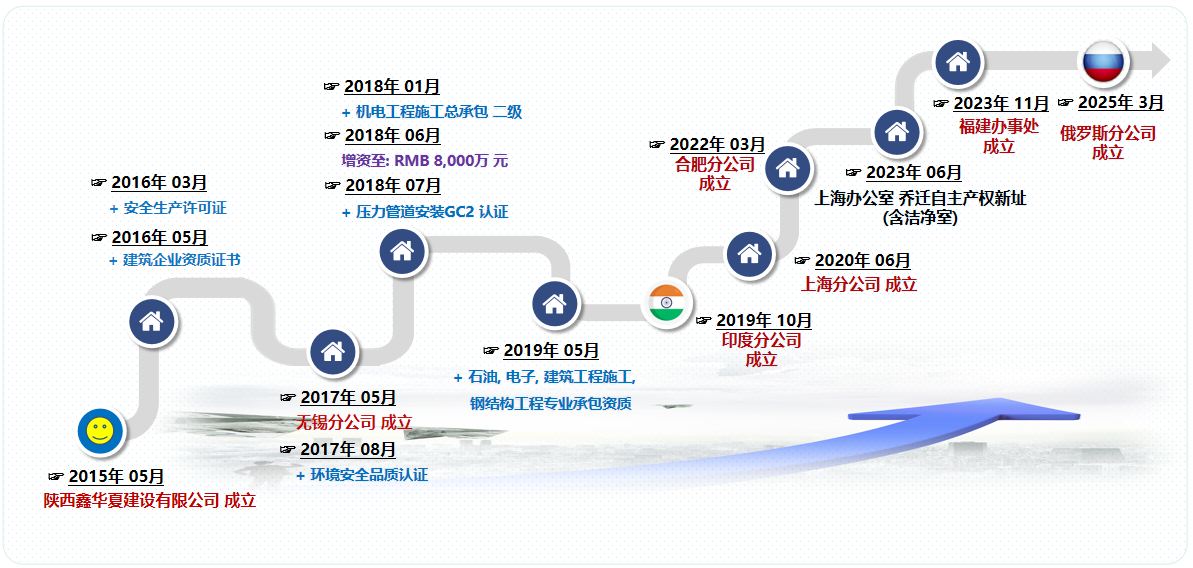 ☞ 2015年 05月
陕西鑫华夏建设有限公司 成立
☞ 2016年 03月
+ 安全生产许可证
☞ 2016年 05月
+ 建筑企业资质证书
☞ 2017年 05月
无锡分公司 成立
☞ 2017年 08月
+ 环境安全品质认证
☞ 2018年 01月
+ 机电工程施工总承包 二级
☞ 2018年 06月
增资至: RMB 8,000万 元
☞ 2018年 07月
+ 压力管道安装GC2 认证
☞ 2019年 05月
+ 石油, 电子, 建筑工程施工,
钢结构工程专业承包资质
☞ 2019年 10月
印度分公司
成立
☞ 2020年 06月
上海分公司 成立
☞ 2022年 03月
合肥分公司
成立
☞ 2023年 06月
上海办公室 乔迁自主产权新址
(含洁净室)
☞ 2023年 11月
福建办事处
成立
☞ 2025年 3月
俄罗斯分公司
成立